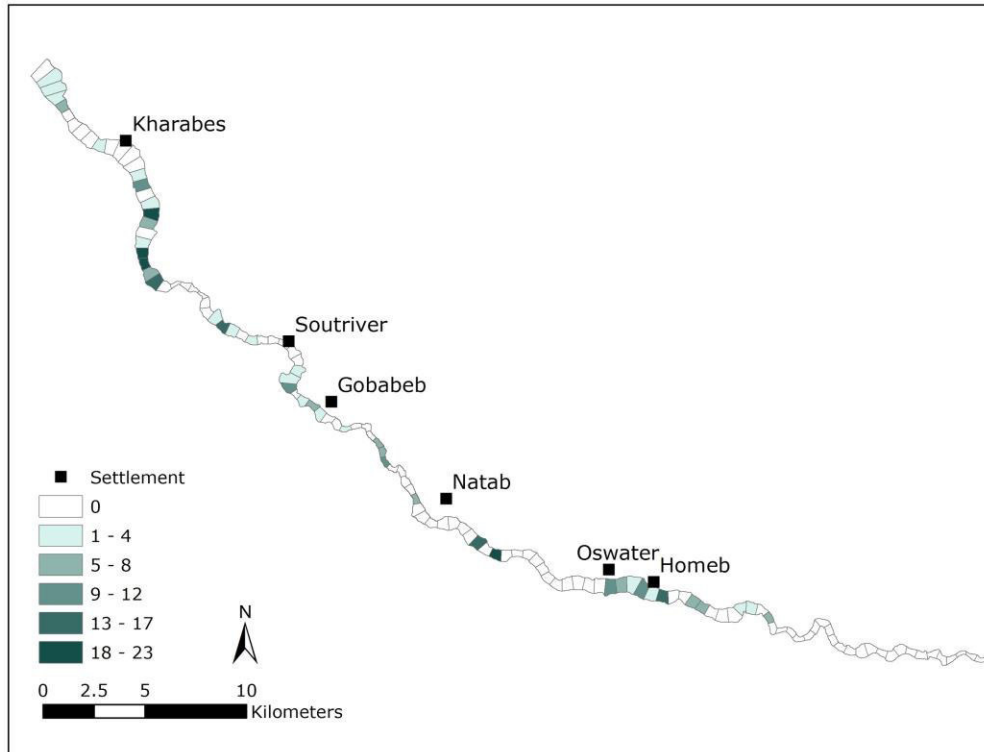 Kharabes
Soutriver
Gobabeb
Natab
Oswater
Homeb
Settlement
0
1 - 4
5 - 8
9 - 12
13 - 17
18 - 23
N
0 2.5 5 10
Kilometers